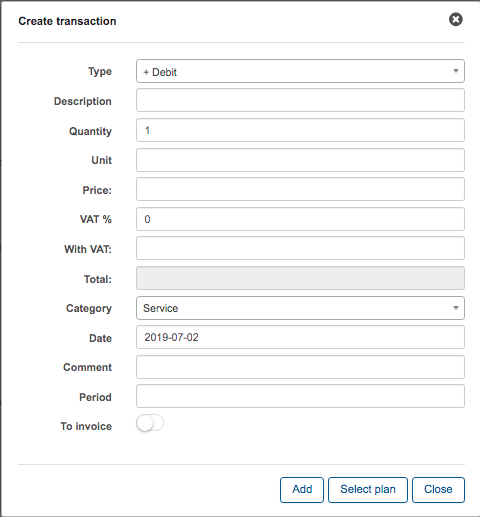 Create transaction
Type + Debit
Description
Quantity 1
Unit
Price:
VAT % 0
With VAT:
Total:
Category Service
Date 2019-07-02
Comment
Period
To invoice
Add Select plan Close